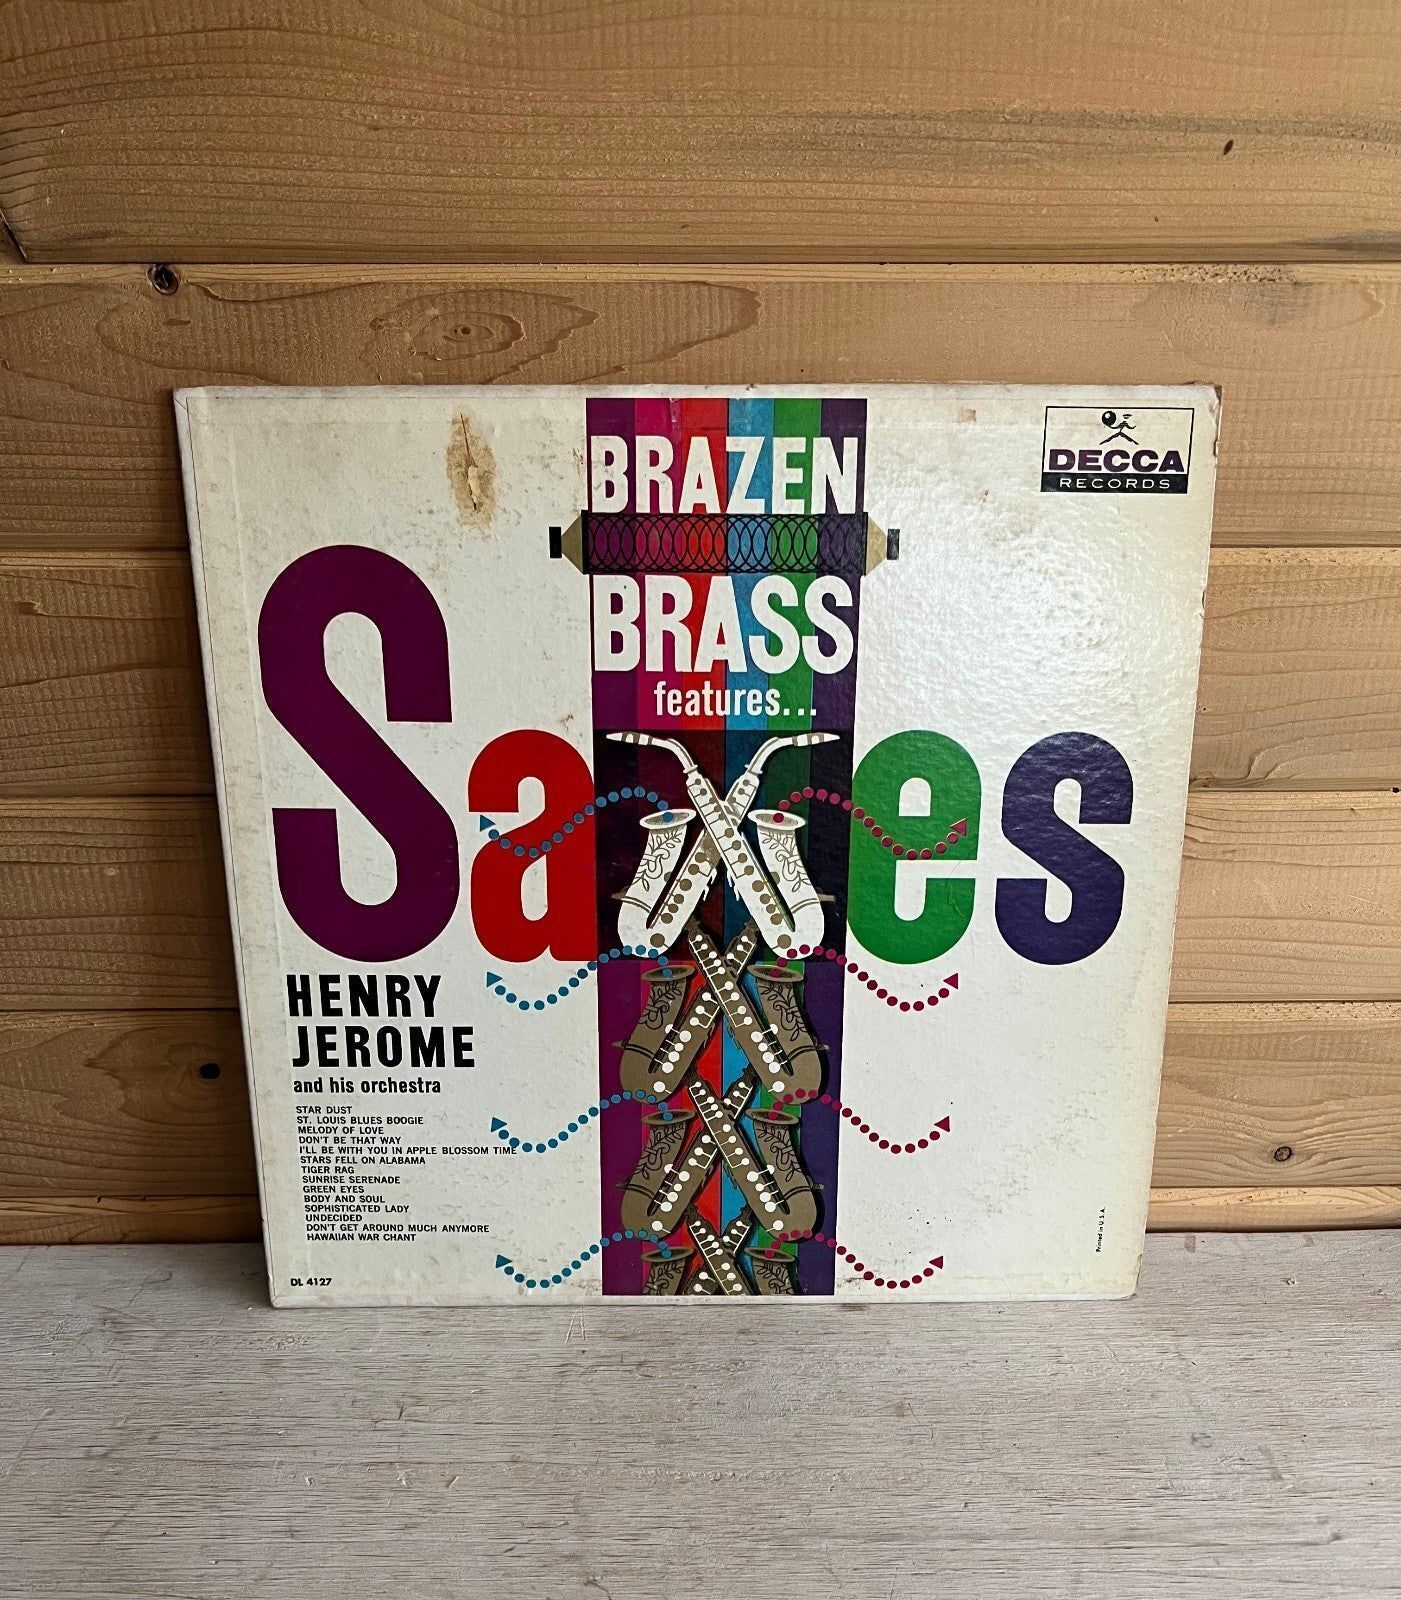 BRAZEN
BRASS
features...
DECCA
RECORDS
Saxes
HENRY
JEROME
and his orchestra
STAR DUST
ST. LOUIS BLUES BOOGIE
MELODY OF LOVE
DON'T BE THAT WAY
I'LL BE WITH YOU IN APPLE BLOSSOM TIME
STARS FELL ON ALABAMA
TIGER RAG
SUNRISE SERENADE
GREEN EYES
BODY AND SOUL
SOPHISTICATED LADY
UNDECIDED
DON'T GET AROUND MUCH ANYMORE
HAWAIIAN WAR CHANT
DL 4127
Printed in U.S.A.